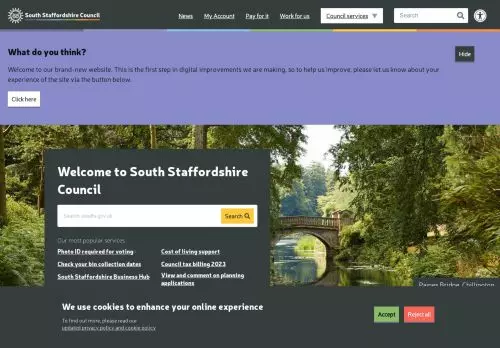 South Staffordshire Council
News
My Account
Pay for it
Work for us
Council services
Search
What do you think?
Hide
Welcome to our brand-new website. This is the first step in digital improvements we are making, so to help us improve, please let us know about your
experience of the site via the button below.
Click here
Welcome to South Staffordshire
Council
Search sstaffs.gov.uk
Search
Our most popular services
Photo ID required for voting
Cost of living support
Check your bin collection dates
Council tax billing 2023
South Staffordshire Business Hub
View and comment on planning
applications
Paines Bridge, Chillington
We use cookies to enhance your online experience
To find out more, please read our
updated privacy policy and cookie policy
Accept
Reject all